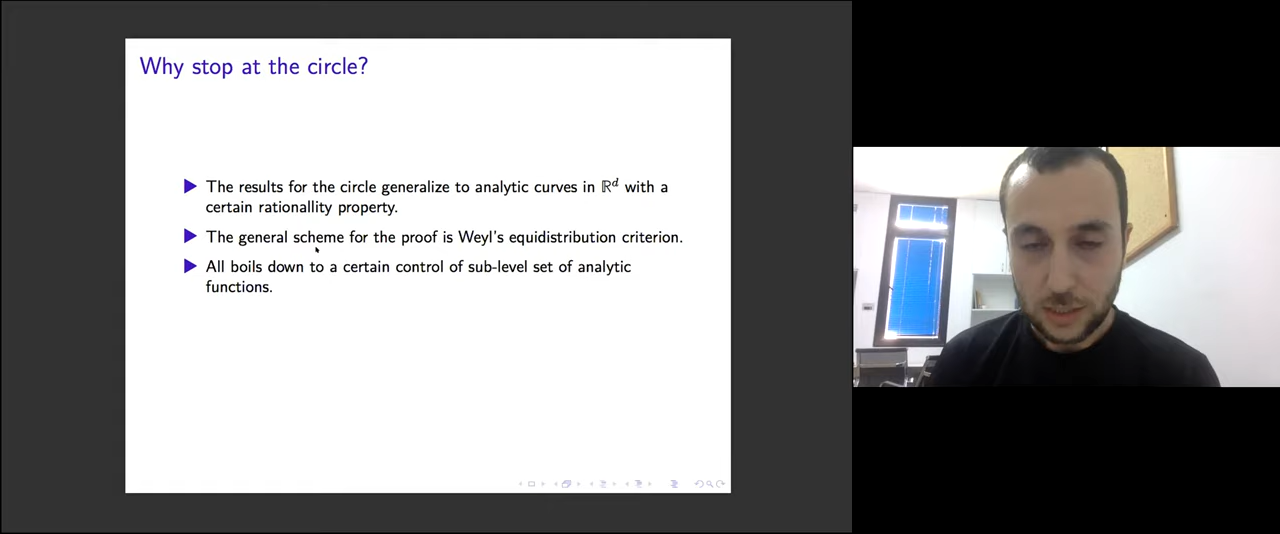 Why stop at the circle?
▶ The results for the circle generalize to analytic curves in ℝᵈ with a
certain rationallity property.
▶ The general scheme for the proof is Weyl's equidistribution criterion.
▶ All boils down to a certain control of sub-level set of analytic
functions.